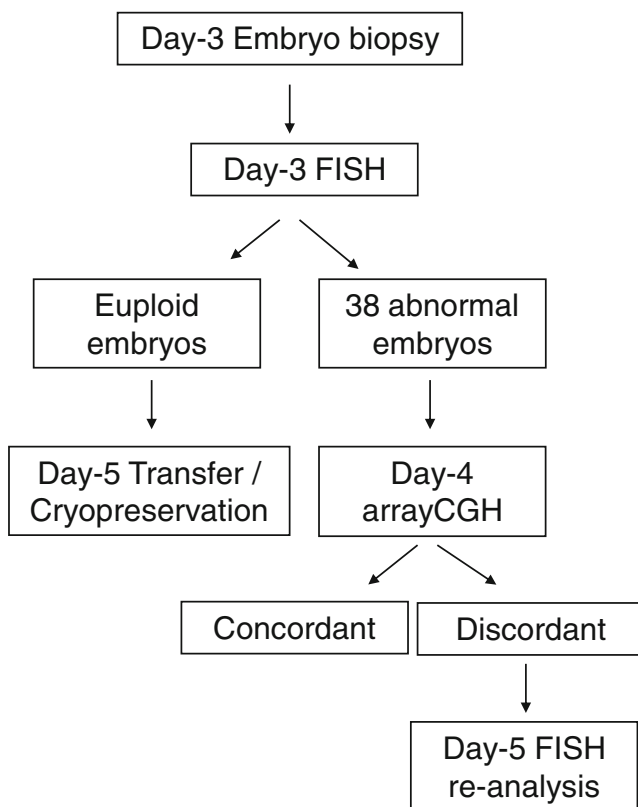 Day-3 Embryo biopsy
Day-3 FISH
Euploid
embryos
38 abnormal
embryos
Day-5 Transfer /
Cryopreservation
Day-4
arrayCGH
Concordant
Discordant
Day-5 FISH
re-analysis